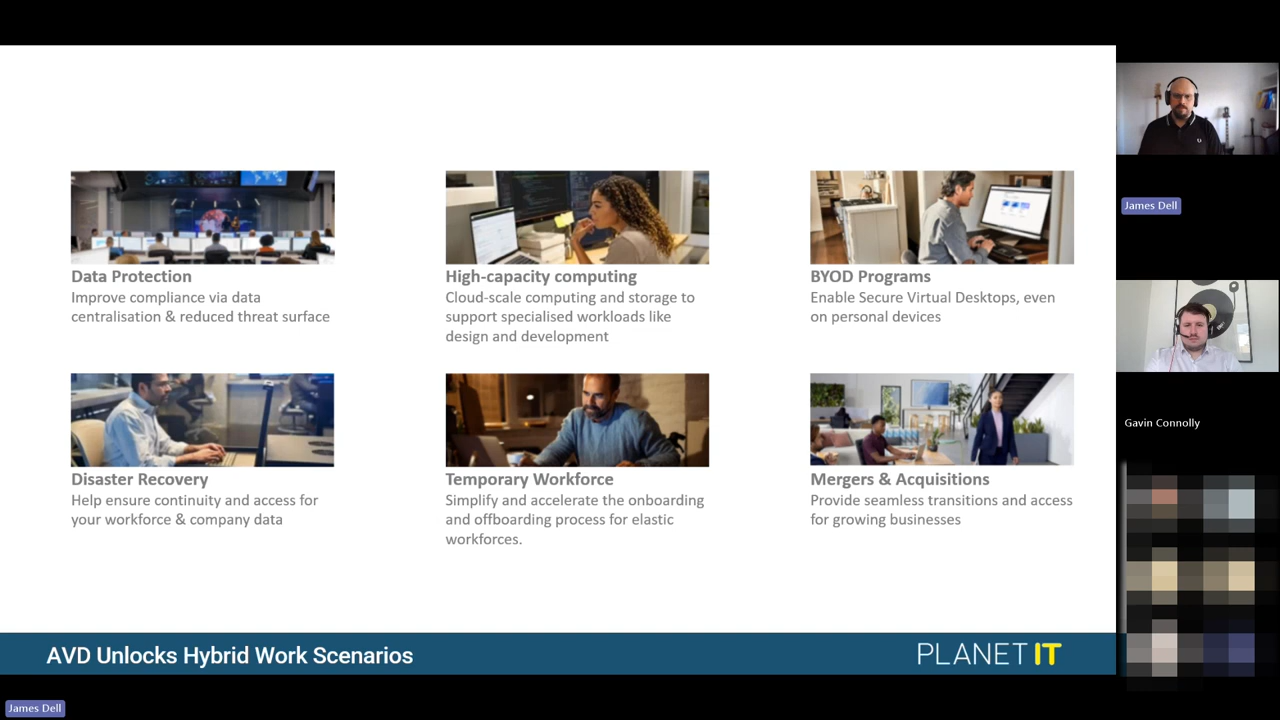 Data Protection
Improve compliance via data
centralisation & reduced threat surface
High-capacity computing
Cloud-scale computing and storage to
support specialised workloads like
design and development
BYOD Programs
Enable Secure Virtual Desktops, even
on personal devices
Disaster Recovery
Help ensure continuity and access for
your workforce & company data
Temporary Workforce
Simplify and accelerate the onboarding
and offboarding process for elastic
workforces.
Mergers & Acquisitions
Provide seamless transitions and access
for growing businesses
AVD Unlocks Hybrid Work Scenarios
PLANET IT
James Dell
Gavin Connolly
James Dell